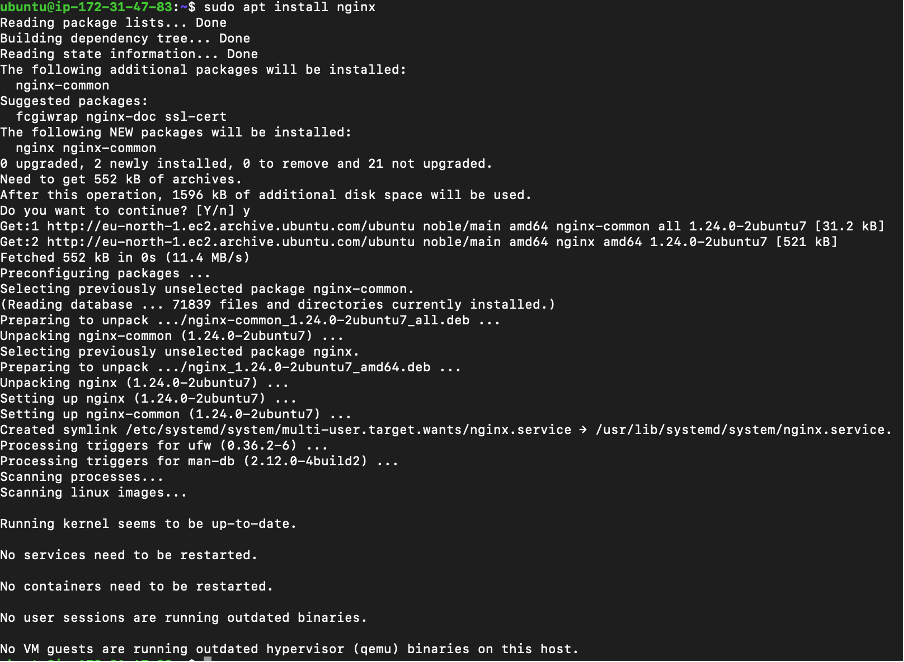 ubuntu@ip-172-31-47-83:~$ sudo apt install nginx
Reading package lists... Done
Building dependency tree... Done
Reading state information... Done
The following additional packages will be installed:
  nginx-common
Suggested packages:
  fcgiwrap nginx-doc ssl-cert
The following NEW packages will be installed:
  nginx nginx-common
0 upgraded, 2 newly installed, 0 to remove and 21 not upgraded.
Need to get 552 kB of archives.
After this operation, 1596 kB of additional disk space will be used.
Do you want to continue? [Y/n] y
Get:1 http://eu-north-1.ec2.archive.ubuntu.com/ubuntu noble/main amd64 nginx-common all 1.24.0-2ubuntu7 [31.2 kB]
Get:2 http://eu-north-1.ec2.archive.ubuntu.com/ubuntu noble/main amd64 nginx amd64 1.24.0-2ubuntu7 [521 kB]
Fetched 552 kB in 0s (11.4 MB/s)
Preconfiguring packages ...
Selecting previously unselected package nginx-common.
(Reading database ... 71839 files and directories currently installed.)
Preparing to unpack .../nginx-common_1.24.0-2ubuntu7_all.deb ...
Unpacking nginx-common (1.24.0-2ubuntu7) ...
Selecting previously unselected package nginx.
Preparing to unpack .../nginx_1.24.0-2ubuntu7_amd64.deb ...
Unpacking nginx (1.24.0-2ubuntu7) ...
Setting up nginx (1.24.0-2ubuntu7) ...
Setting up nginx-common (1.24.0-2ubuntu7) ...
Created symlink /etc/systemd/system/multi-user.target.wants/nginx.service → /usr/lib/systemd/system/nginx.service.
Processing triggers for ufw (0.36.2-6) ...
Processing triggers for man-db (2.12.0-4build2) ...
Scanning processes...
Scanning linux images...
Running kernel seems to be up-to-date.
No services need to be restarted.
No containers need to be restarted.
No user sessions are running outdated binaries.
No VM guests are running outdated hypervisor (qemu) binaries on this host.